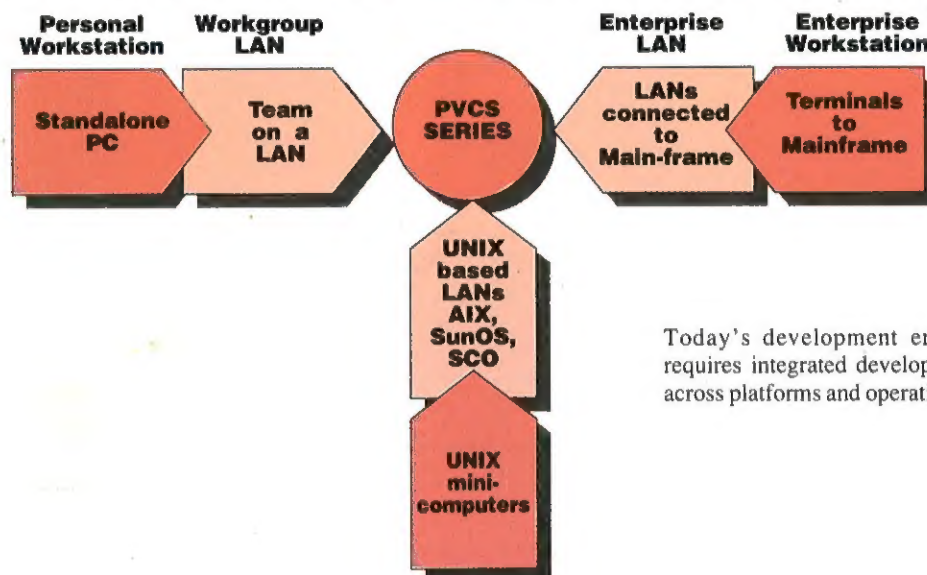 Personal
Workstation
Workgroup
LAN
Enterprise
LAN
Enterprise
Workstation
Standalone
PC
Team
on a
LAN
PVCS
SERIES
LANs
connected
to
Main-frame
Terminals
to
Mainframe
UNIX
based
LANs
AIX,
SunOS,
SCO
UNIX
mini-
computers
Today's development
requires integrated
across platforms and